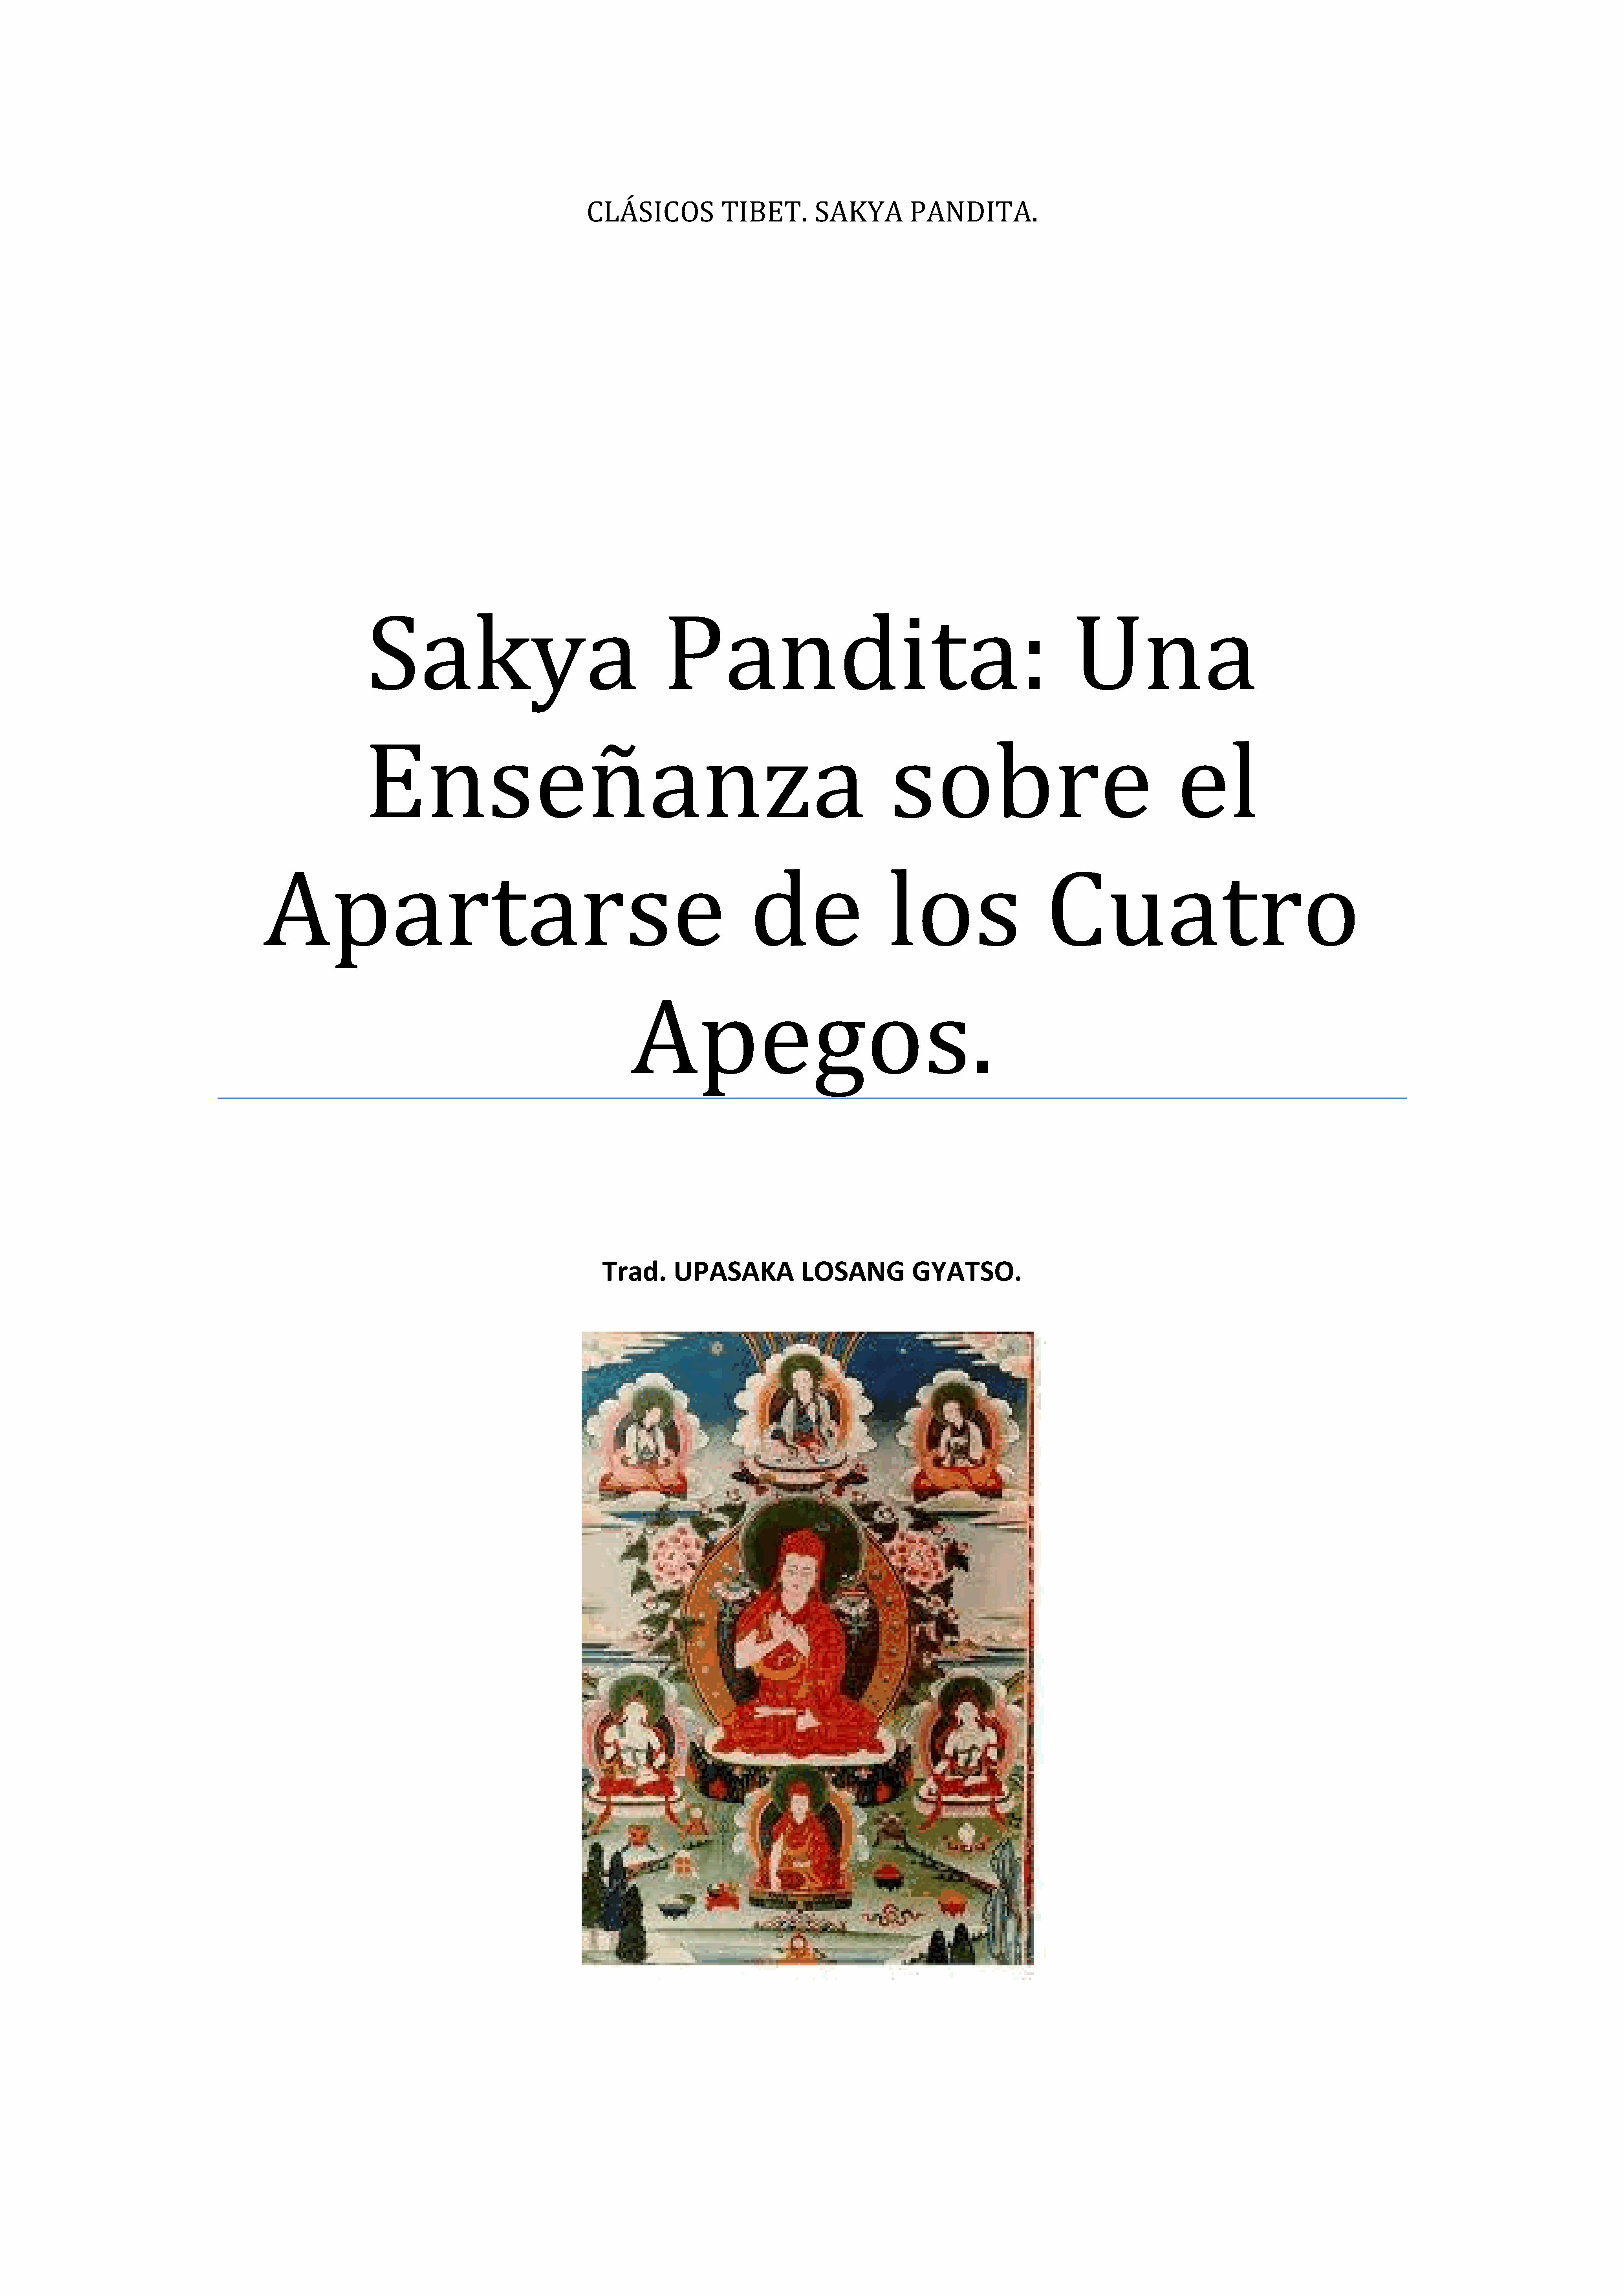 CLÁSICOS TIBET. SAKYA PANDITA.
Sakya Pandita: Una
Enseñanza sobre el
Apartarse de los Cuatro
Apegos.
Trad. UPASAKA LOSANG GYATSO.